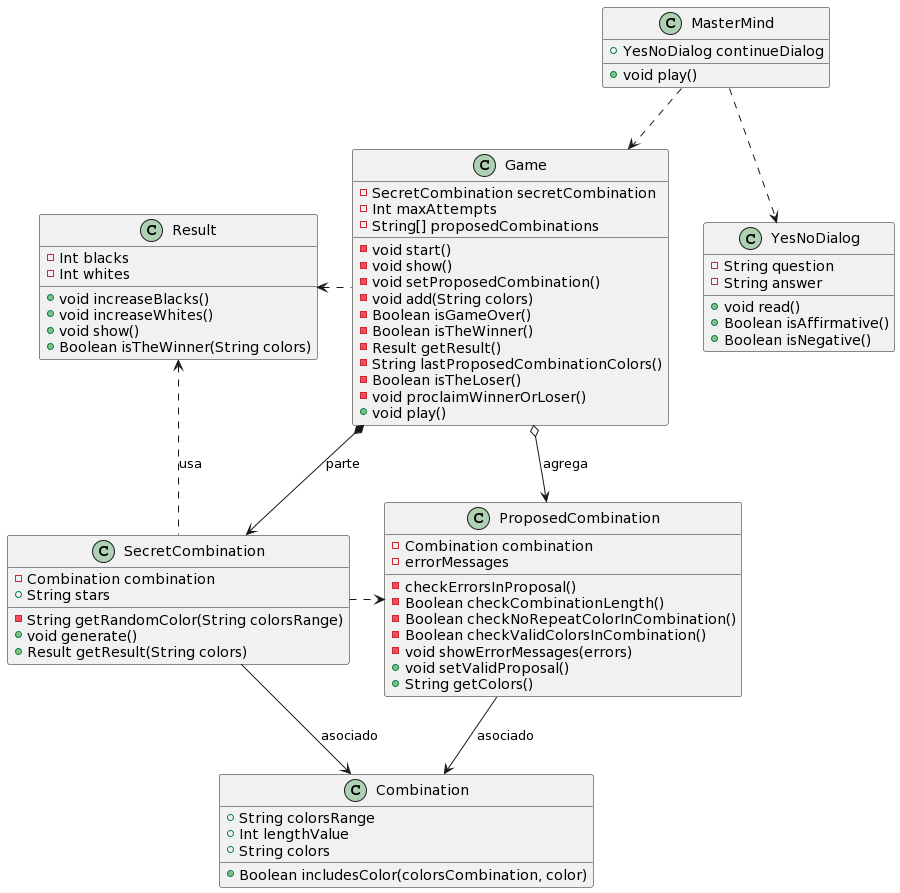 C MasterMind
YesNoDialog continueDialog
void play()
C Game
SecretCombination secretCombination
Int maxAttempts
String[] proposedCombinations
void start()
void show()
void setProposedCombination()
void add(String colors)
Boolean isGameOver()
Boolean isTheWinner()
Result getResult()
String lastProposedCombinationColors()
Boolean isTheLoser()
void proclaimWinnerOrLoser()
void play()
C Result
Int blacks
Int whites
void increaseBlacks()
void increaseWhites()
void show()
Boolean isTheWinner(String colors)
C YesNoDialog
String question
String answer
void read()
Boolean isAffirmative()
Boolean isNegative()
usa
parte
agrega
C SecretCombination
Combination combination
String stars
String getRandomColor(String colorsRange)
void generate()
Result getResult(String colors)
C ProposedCombination
Combination combination
errorMessages
checkErrorsInProposal()
Boolean checkCombinationLength()
Boolean checkNoRepeatColorInCombination()
Boolean checkValidColorsInCombination()
void showErrorMessages(errors)
void setValidProposal()
String getColors()
asociado
asociado
C Combination
String colorsRange
Int lengthValue
String colors
Boolean includesColor(colorsCombination, color)